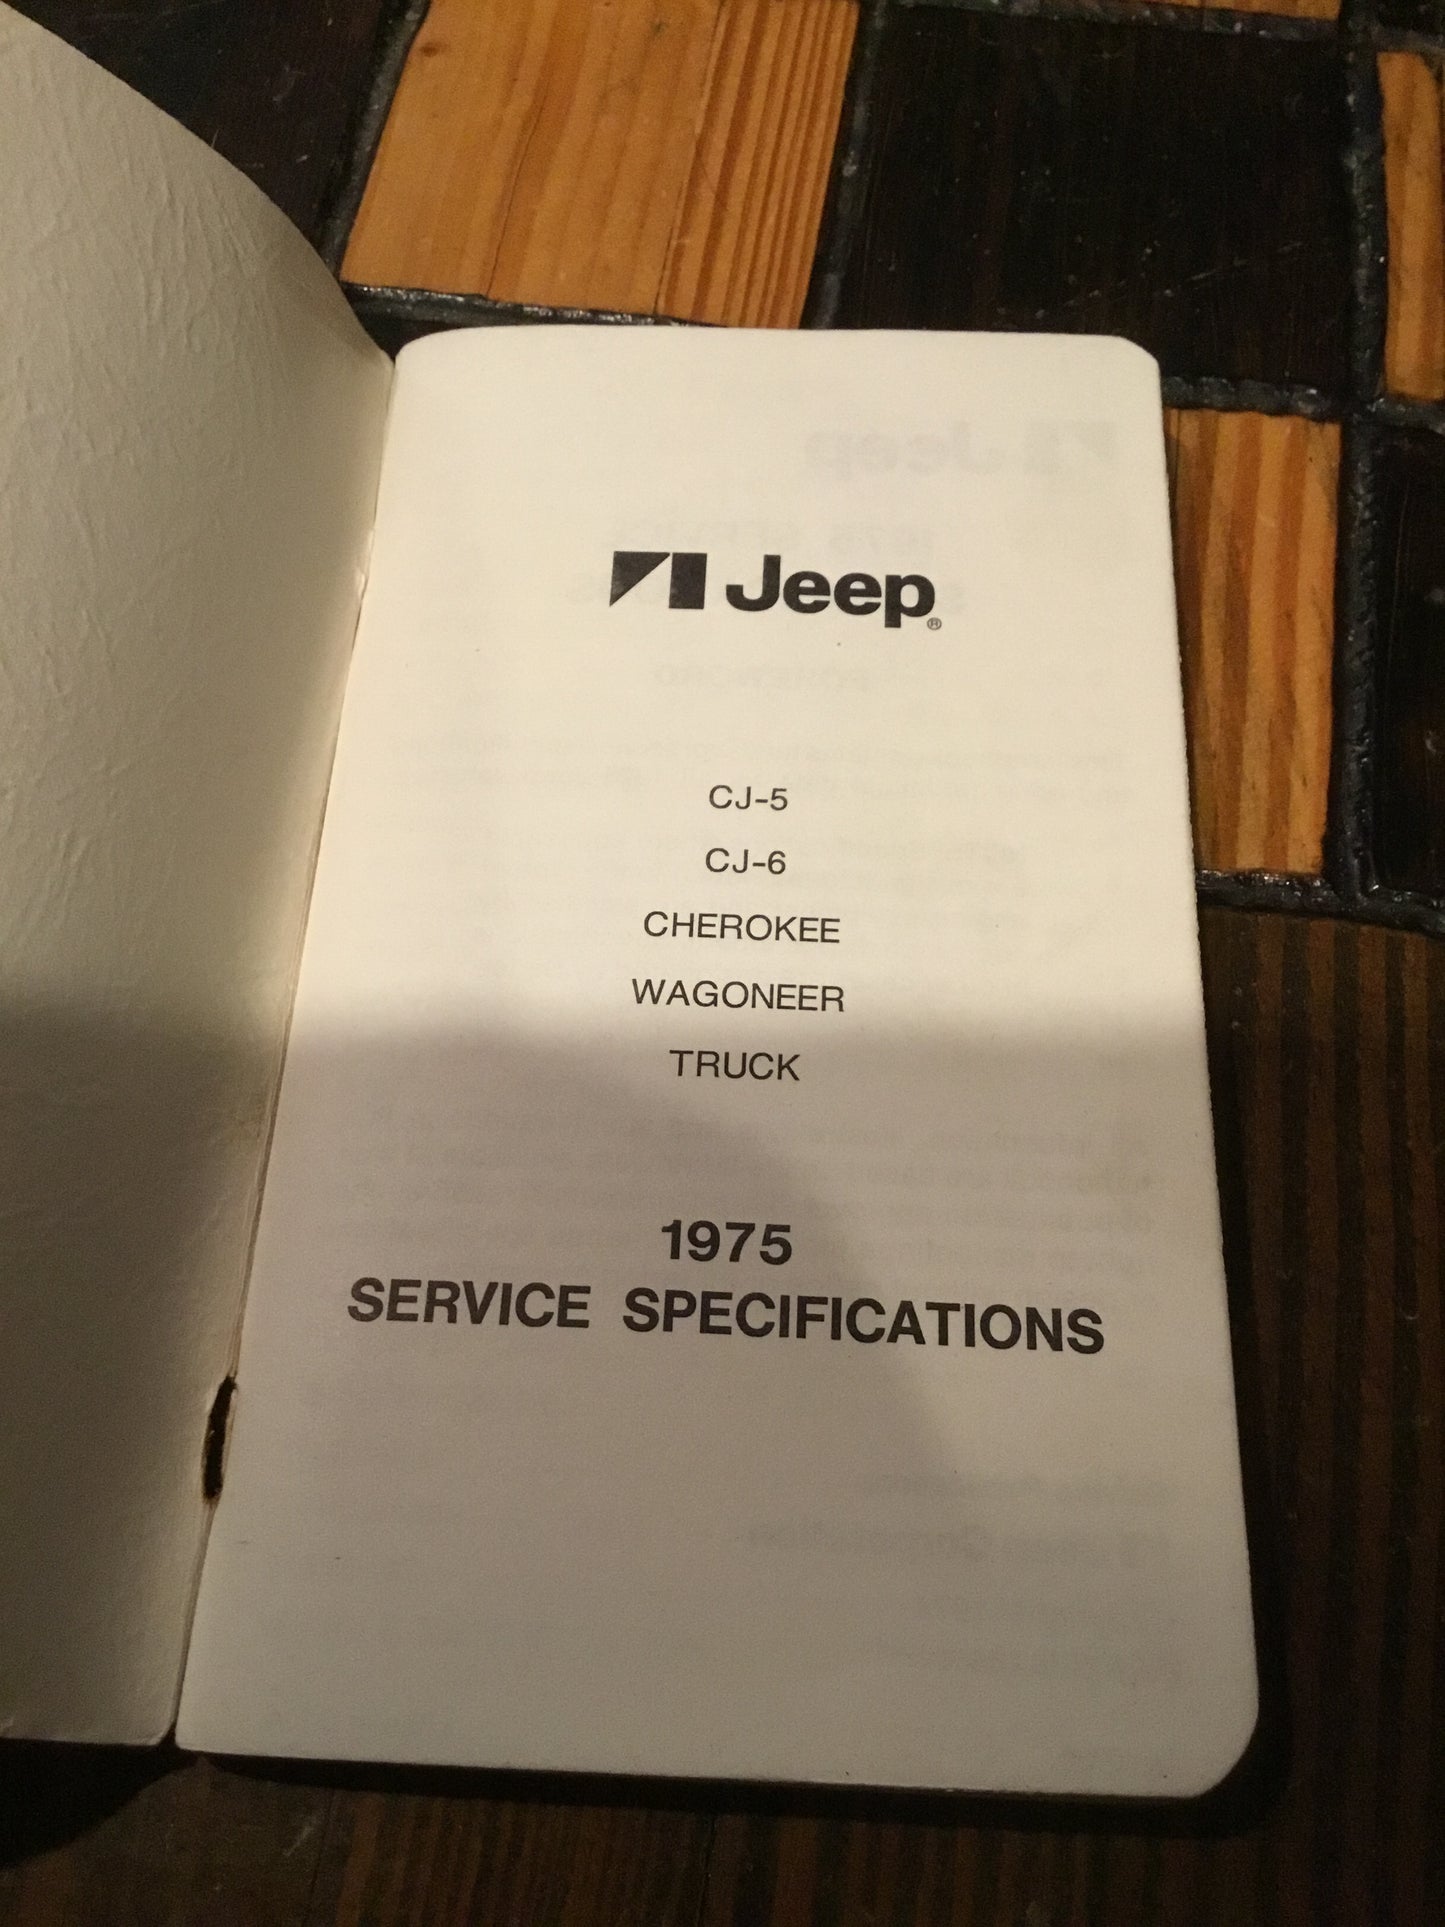 Jeep®
CJ-5
CJ-6
CHEROKEE
WAGONEER
TRUCK
1975
SERVICE SPECIFICATIONS